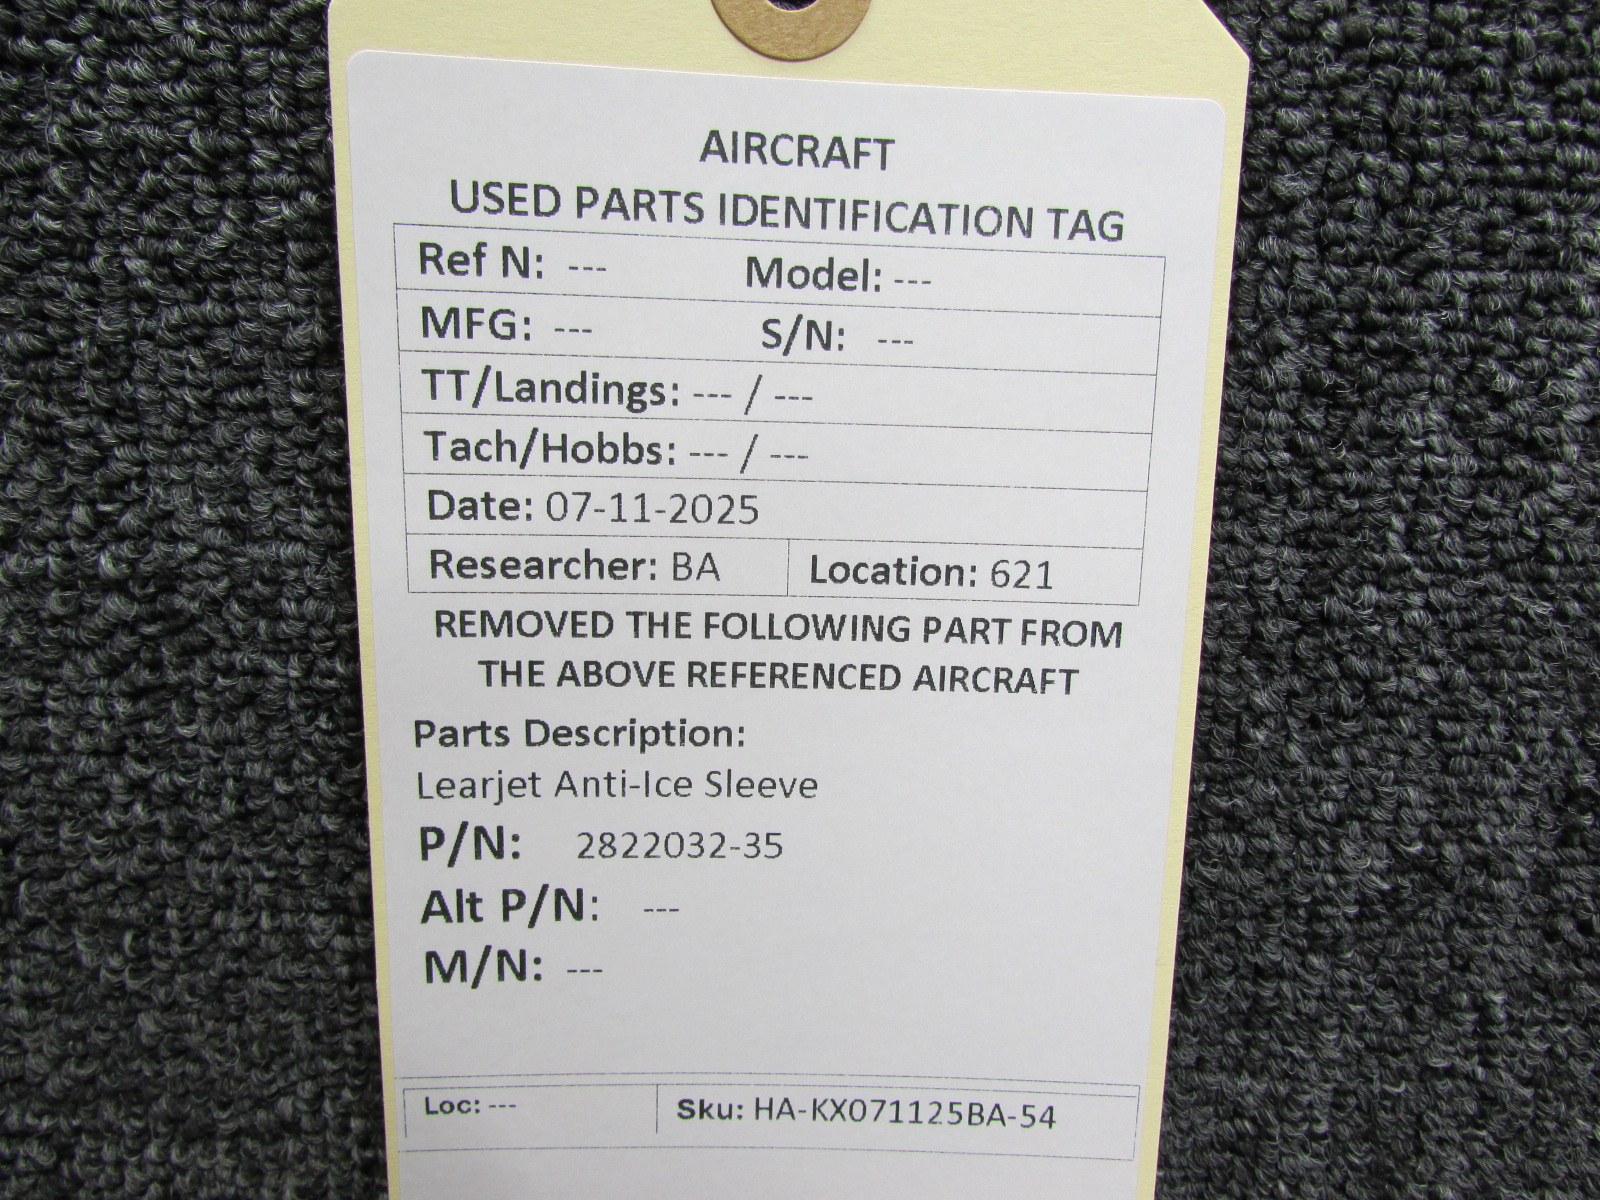 AIRCRAFT
USED PARTS IDENTIFICATION TAG
Ref N: --- Model: ---
MFG: --- S/N: ---
TT/Landings: --- / ---
Tach/Hobbs: --- / ---
Date: 07-11-2025
Researcher: BA Location: 621
REMOVED THE FOLLOWING PART FROM
THE ABOVE REFERENCED AIRCRAFT
Parts Description:
Learjet Anti-Ice Sleeve
P/N: 2822032-35
Alt P/N: ---
M/N: ---
Loc: --- Sku: HA-KX071125BA-54